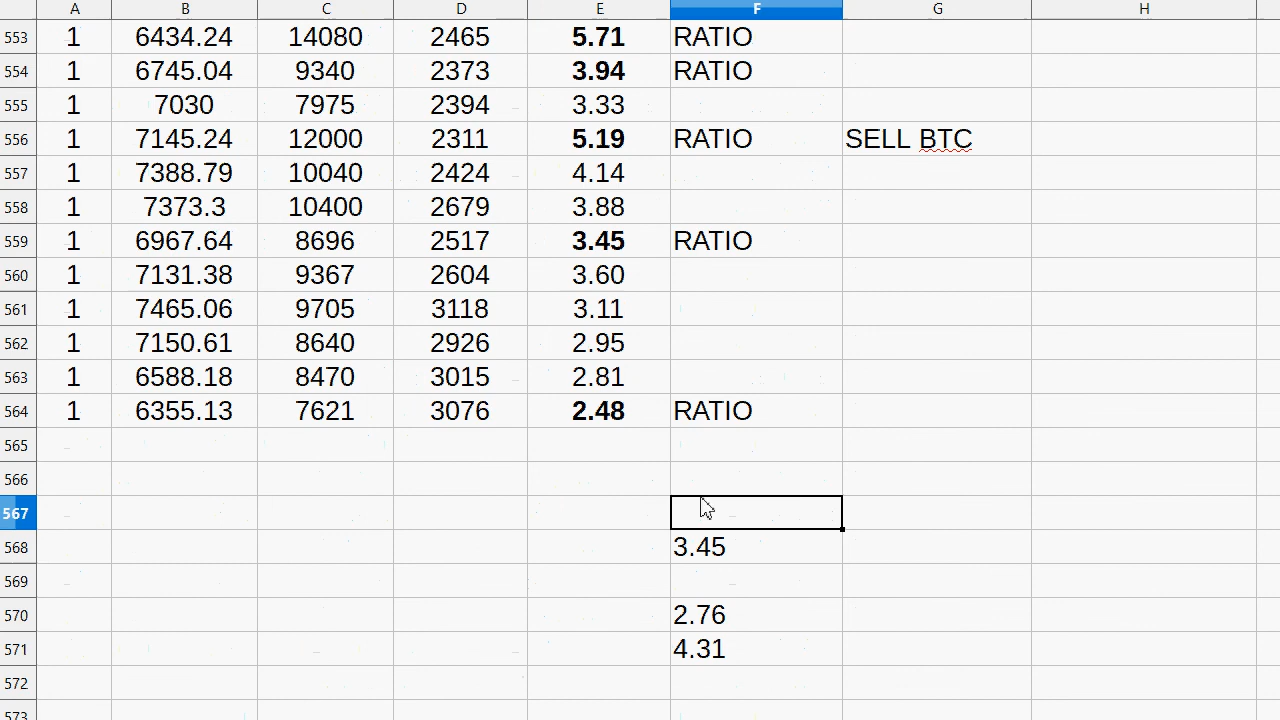 A B C D E F G H
553 1 6434.24 14080 2465 5.71 RATIO
554 1 6745.04 9340 2373 3.94 RATIO
555 1 7030 7975 2394 3.33
556 1 7145.24 12000 2311 5.19 RATIO SELL BTC
557 1 7388.79 10040 2424 4.14
558 1 7373.3 10400 2679 3.88
559 1 6967.64 8696 2517 3.45 RATIO
560 1 7131.38 9367 2604 3.60
561 1 7465.06 9705 3118 3.11
562 1 7150.61 8640 2926 2.95
563 1 6588.18 8470 3015 2.81
564 1 6355.13 7621 3076 2.48 RATIO
565
566
567
568 3.45
569
570 2.76
571 4.31
572
573